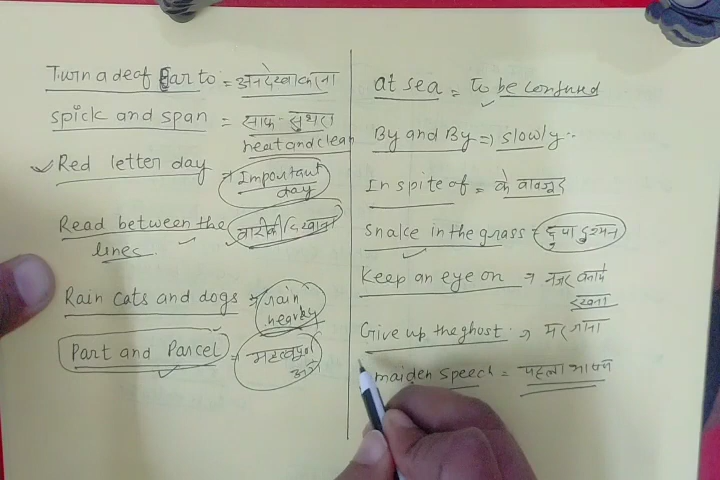 Turn a deaf Ear to = अनदेखा करना
spick and span = साफ-सुथरा
neat and clean
Red letter day → Important
day
Read between the
lines. बारीकी/
Rain cats and dogs → rain
heavily
Part and Parcel = महत्वपूर्ण
अंग
at sea = to be confused
By and By ⇒ slowly
In spite of = के बावजूद
Snake in the grass = छुपा दुश्मन
Keep an eye on → नजर बनाये
रखना
Give up the ghost. → मर जाना
maiden speech = पहला भाषण